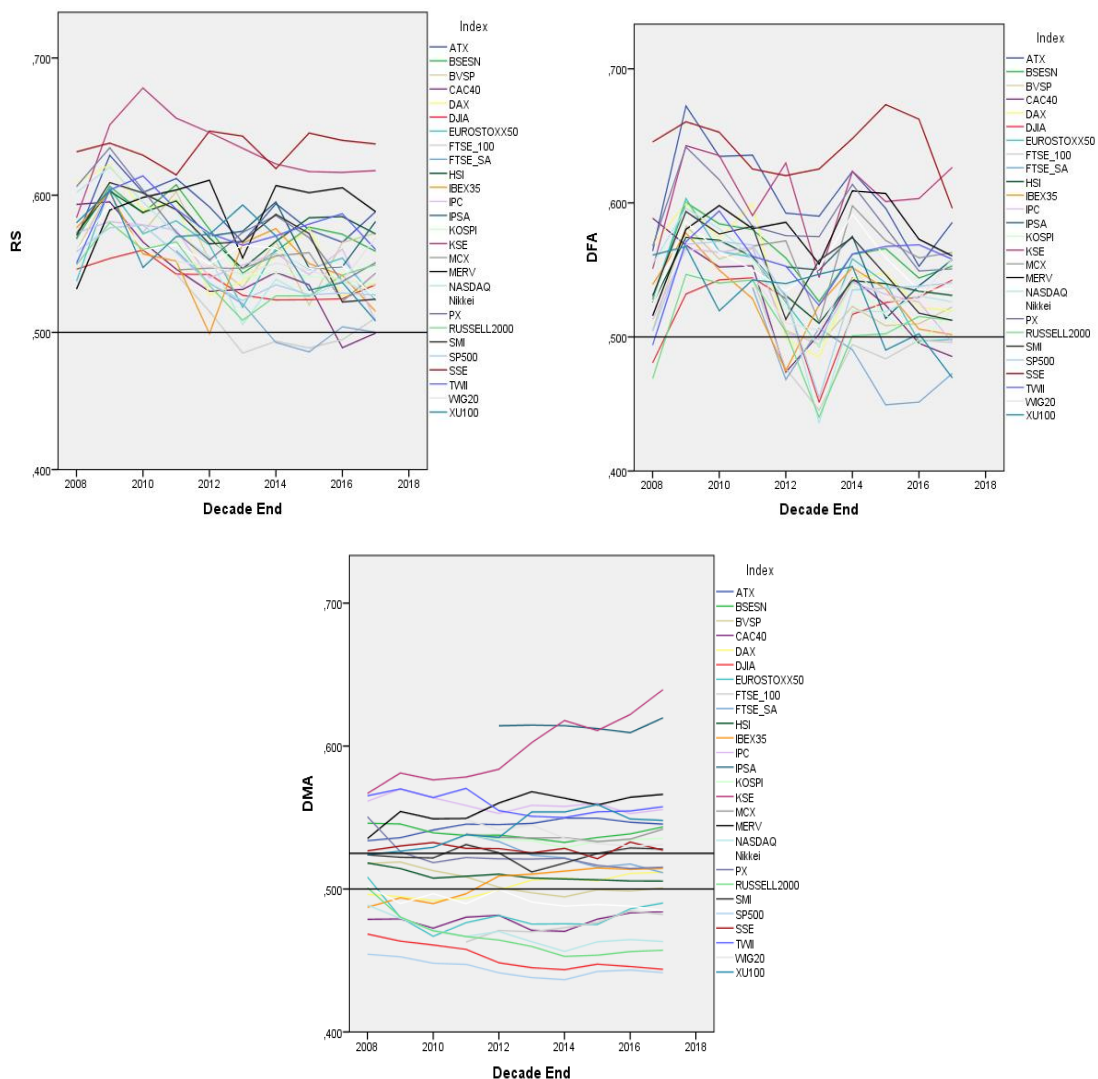 Index
,700
,600
,500
,400
RS
2008
2010
2012
2014
2016
2018
Decade End
ATX
BSESN
BVSP
CAC40
DAX
DJIA
EUROSTOXX50
FTSE_100
FTSE_SA
HSI
IBEX35
IPC
IPSA
KOSPI
KSE
MCX
MERV
NASDAQ
Nikkei
PX
RUSSELL2000
SMI
SP500
SSE
TWII
WIG20
XU100
Index
,700
,600
,500
,400
DFA
2008
2010
2012
2014
2016
2018
Decade End
ATX
BSESN
BVSP
CAC40
DAX
DJIA
EUROSTOXX50
FTSE_100
FTSE_SA
HSI
IBEX35
IPC
IPSA
KOSPI
KSE
MCX
MERV
NASDAQ
Nikkei
PX
RUSSELL2000
SMI
SP500
SSE
TWII
WIG20
XU100
Index
,700
,600
,500
,400
DMA
2008
2010
2012
2014
2016
2018
Decade End
ATX
BSESN
BVSP
CAC40
DAX
DJIA
EUROSTOXX50
FTSE_100
FTSE_SA
HSI
IBEX35
IPC
IPSA
KOSPI
KSE
MCX
MERV
NASDAQ
Nikkei
PX
RUSSELL2000
SMI
SP500
SSE
TWII
WIG20
XU100